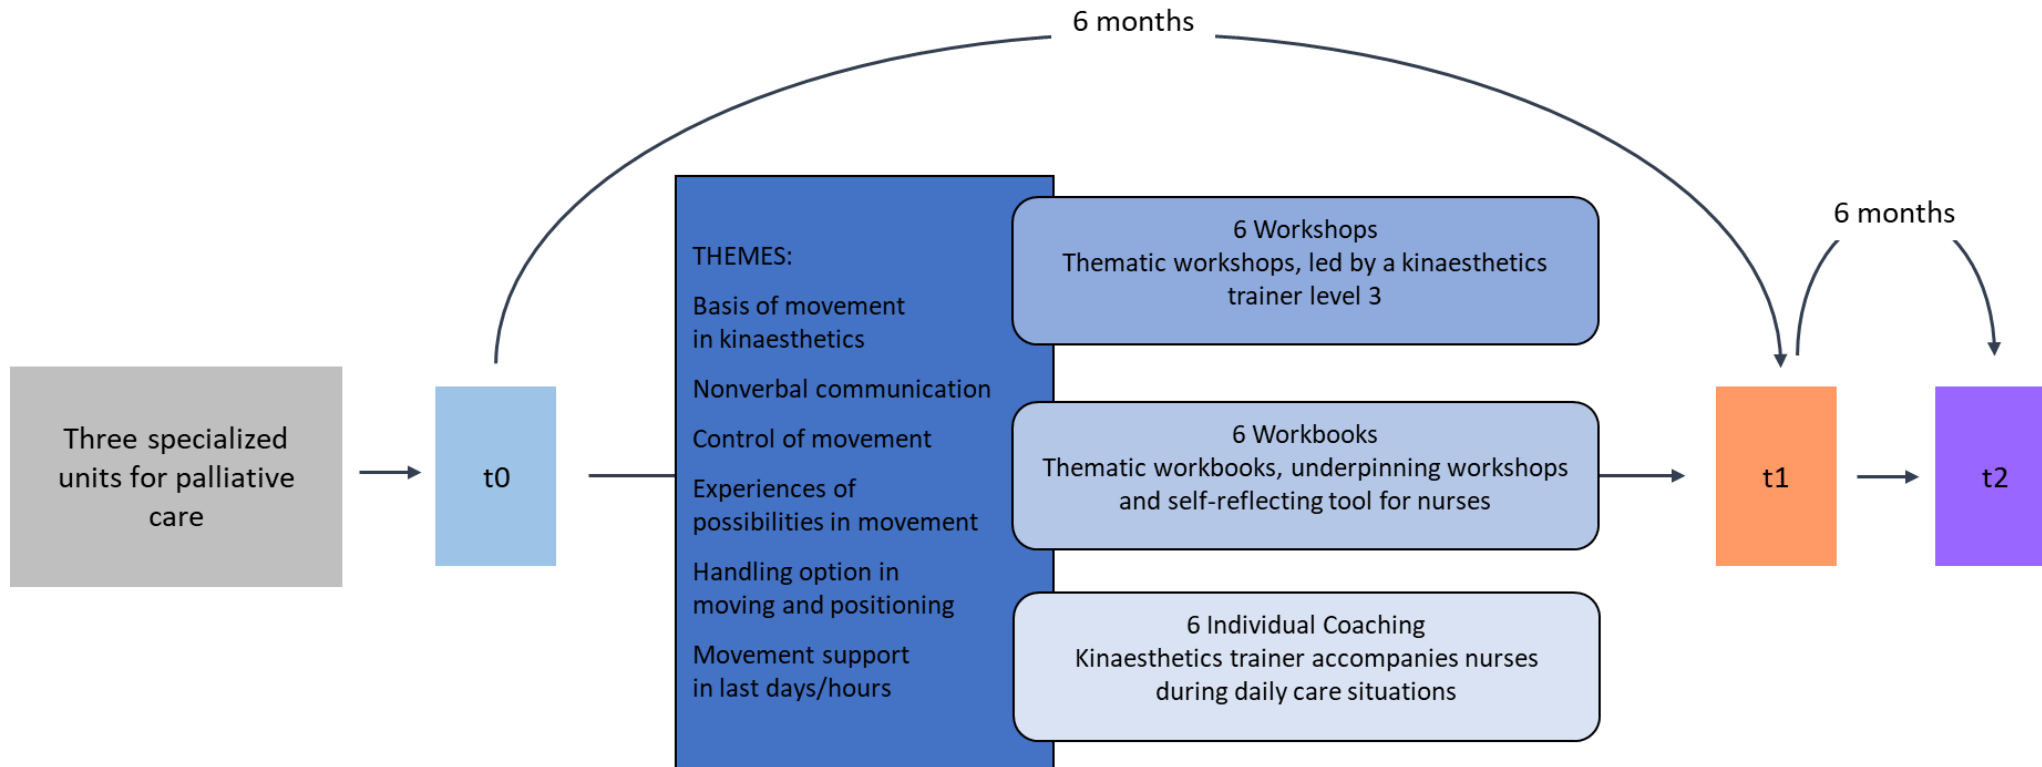 6 months
6 months
Three specialized
units for palliative
care
t0
THEMES:
Basis of movement
in kinaesthetics
Nonverbal communication
Control of movement
Experiences of
possibilities in movement
Handling option in
moving and positioning
Movement support
in last days/hours
6 Workshops
Thematic workshops, led by a kinaesthetics
trainer level 3
6 Workbooks
Thematic workbooks, underpinning workshops
and self-reflecting tool for nurses
6 Individual Coaching
Kinaesthetics trainer accompanies nurses
during daily care situations
t1
t2